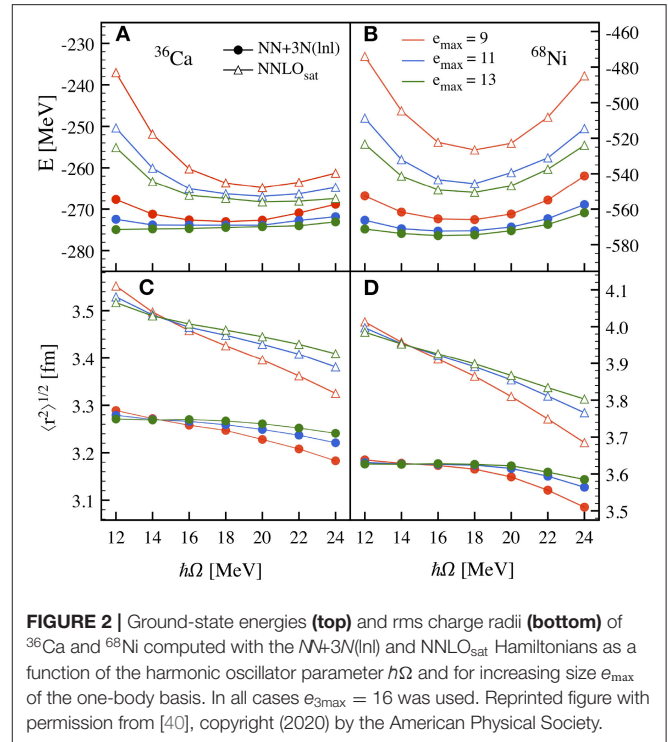 A
³⁶Ca
NN+3N(lnl)
NNLOsat
B
emax = 9
emax = 11
emax = 13
⁶⁸Ni
E [MeV]
-230
-240
-250
-260
-270
-280
-460
-480
-500
-520
-540
-560
-580
C
D
⟨r²⟩¹/² [fm]
3.5
3.4
3.3
3.2
3.1
4.1
4.0
3.9
3.8
3.7
3.6
3.5
12 14 16 18 20 22 24
12 14 16 18 20 22 24
ħΩ [MeV]
ħΩ [MeV]
FIGURE 2 | Ground-state energies (top) and rms charge radii (bottom) of
³⁶Ca and ⁶⁸Ni computed with the NN+3N(lnl) and NNLOsat Hamiltonians as a
function of the harmonic oscillator parameter ħΩ and for increasing size emax
of the one-body basis. In all cases e3max = 16 was used. Reprinted figure with
permission from [40], copyright (2020) by the American Physical Society.